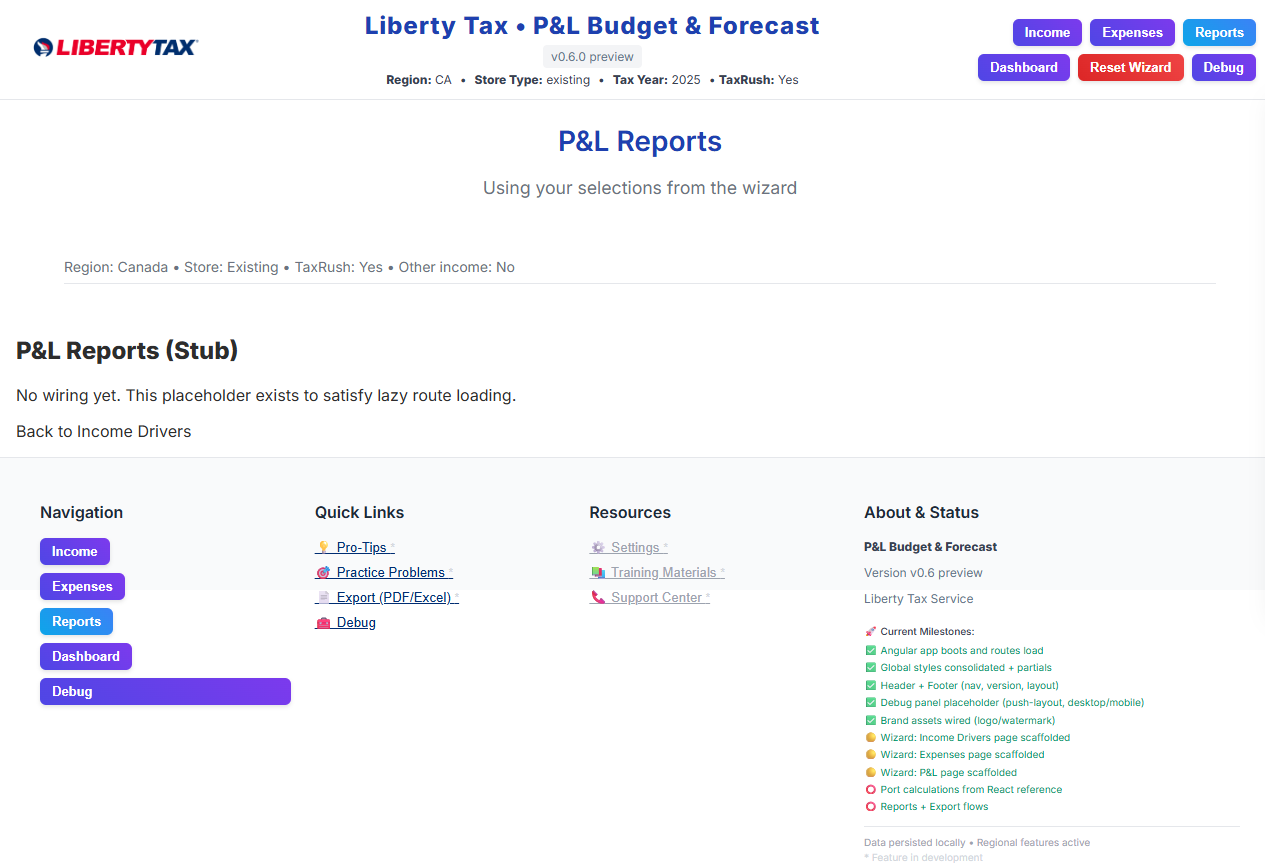 LIBERTYTAX
Liberty Tax • P&L Budget & Forecast
v0.6.0 preview
Region: CA • Store Type: existing • Tax Year: 2025 • TaxRush: Yes
Income Expenses Reports
Dashboard Reset Wizard Debug
P&L Reports
Using your selections from the wizard
Region: Canada • Store: Existing • TaxRush: Yes • Other income: No
P&L Reports (Stub)
No wiring yet. This placeholder exists to satisfy lazy route loading.
Back to Income Drivers
Navigation
Income
Expenses
Reports
Dashboard
Debug
Quick Links
Pro-Tips *
Practice Problems *
Export (PDF/Excel) *
Debug
Resources
Settings *
Training Materials *
Support Center *
About & Status
P&L Budget & Forecast
Version v0.6 preview
Liberty Tax Service
Current Milestones:
Angular app boots and routes load
Global styles consolidated + partials
Header + Footer (nav, version, layout)
Debug panel placeholder (push-layout, desktop/mobile)
Brand assets wired (logo/watermark)
Wizard: Income Drivers page scaffolded
Wizard: Expenses page scaffolded
Wizard: P&L page scaffolded
Port calculations from React reference
Reports + Export flows
Data persisted locally • Regional features active
* Feature in development